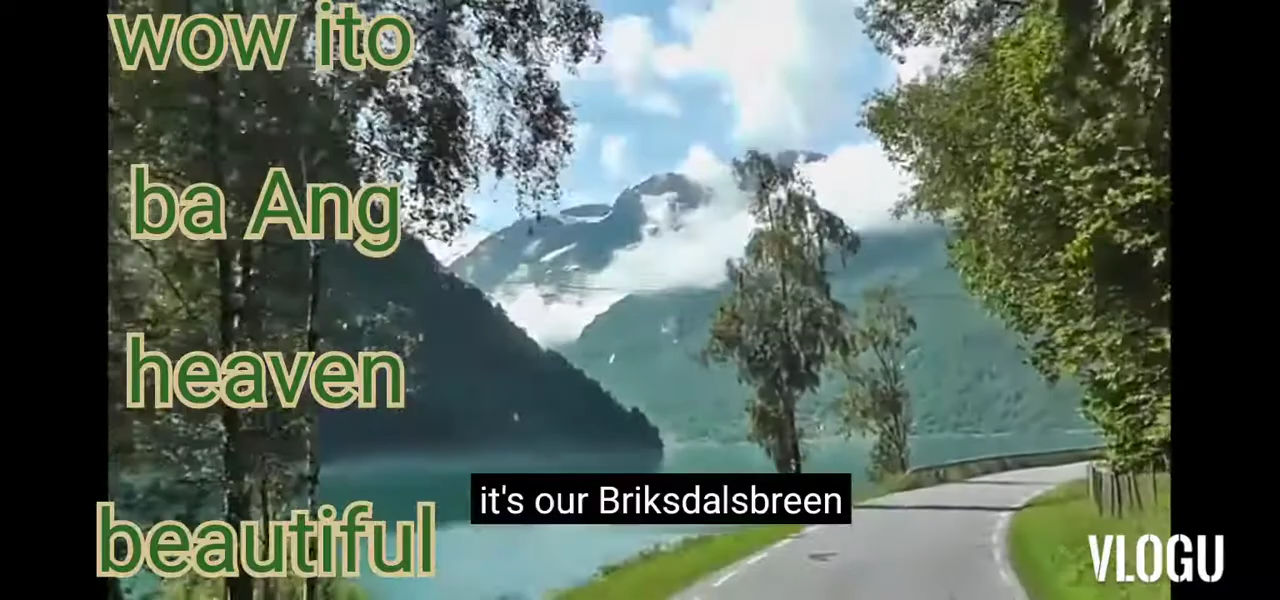 wow ito
ba Ang
heaven
beautiful
it's our Briksdalsbreen
VLOGU